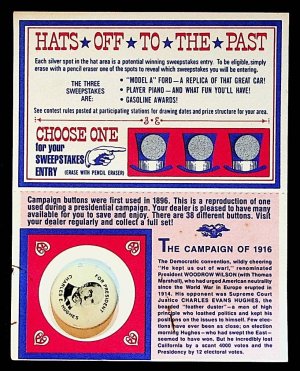 HATS★OFF★TO★THE★PAST
Each silver spot in the hat area is a potential winning sweepstakes entry. To be eligible, simply
erase with a pencil eraser one of the spots to reveal which sweepstakes you will be entering.
THE THREE
SWEEPSTAKES
ARE:
• "MODEL A" FORD—A REPLICA OF THAT GREAT CAR!
• PLAYER PIANO—AND WHAT FUN YOU'LL HAVE!
• GASOLINE AWARDS!
See contest rules posted at participating stations for drawing dates and prize structure for your area.
CHOOSE ONE
for your
SWEEPSTAKES
ENTRY (ERASE WITH PENCIL ERASER)
Campaign buttons were first used in 1896. This is a reproduction of one
used during a presidential campaign. Your dealer is pleased to have many
available for you to save and enjoy. There are 38 different buttons. Visit
your dealer regularly and collect a full set!
FOR PRESIDENT
CHARLES E. HUGHES
THE CAMPAIGN OF 1916
The Democratic convention, wildly cheering
"He kept us out of war!," renominated
President WOODROW WILSON (with Thomas
Marshall), who had urged American neutrality
since the World War in Europe erupted in
1914. His opponent was Supreme Court
Justice CHARLES EVANS HUGHES, the
bearded "feather duster"—a man of high
principle who loathed politics and kept his
positions on the issues to himself. Few elec-
tions have ever been as close; on election
morning Hughes—who had swept the East—
seemed to have won. But he incredibly lost
California by a scant 4000 votes and the
Presidency by 12 electoral votes.